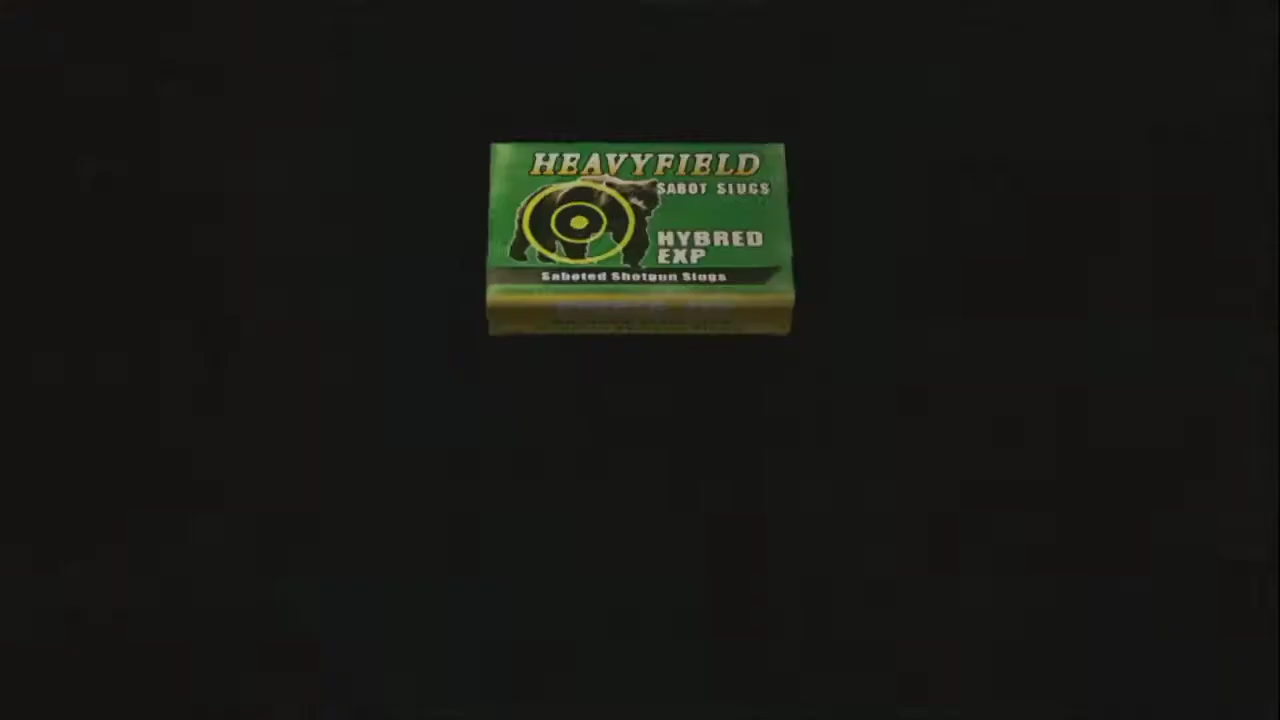 HEAVYFIELD
SABOT SLUGS
HYBRED
EXP
Saboted Shotgun Slugs